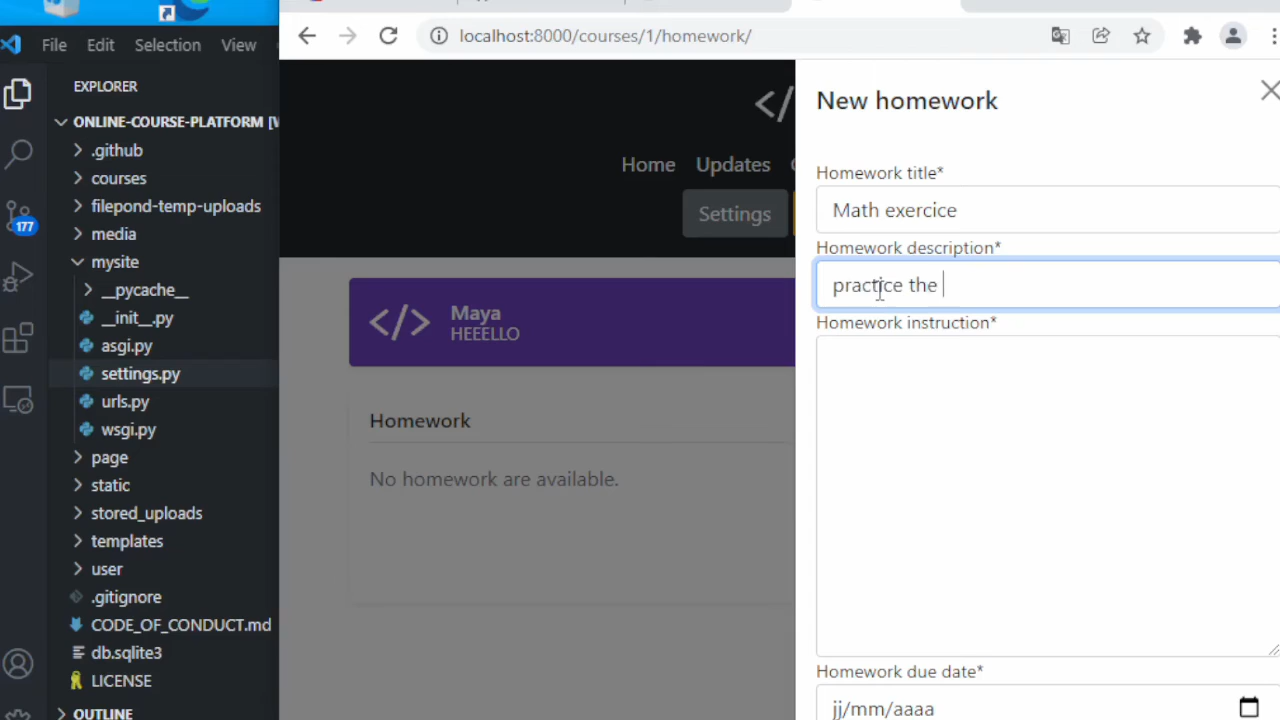 File Edit Selection View
EXPLORER
ONLINE-COURSE-PLATFORM [W
.github
courses
filepond-temp-uploads
media
mysite
__pycache__
__init__.py
asgi.py
settings.py
urls.py
wsgi.py
page
static
stored_uploads
templates
user
.gitignore
CODE_OF_CONDUCT.md
db.sqlite3
LICENSE
OUTLINE
177
localhost:8000/courses/1/homework/
</
Home Updates
Settings
</> Maya
HEEELLO
Homework
No homework are available.
New homework
Homework title*
Math exercice
Homework description*
practice the
Homework instruction*
Homework due date*
jj/mm/aaaa